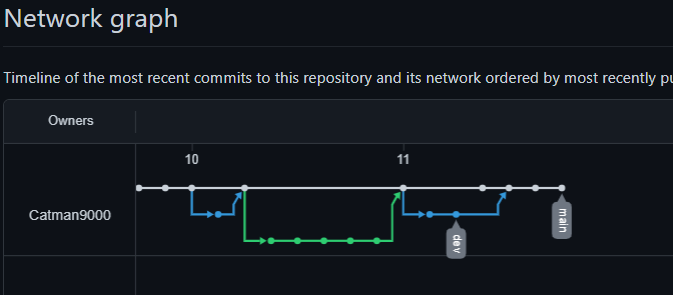 Network graph
Timeline of the most recent commits to this repository and its network ordered by most recently
Owners
10 11
Catman9000
dev
main